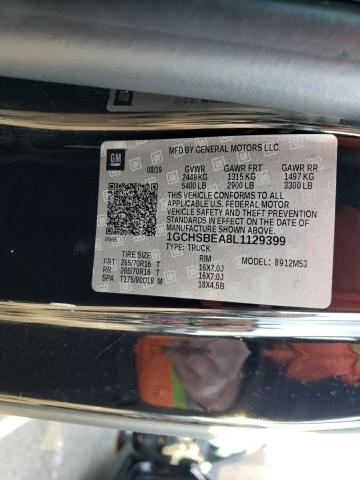 MFD BY GENERAL MOTORS LLC
GM
08/19 GVWR GAWR FRT GAWR RR
2449 KG 1315 KG 1497 KG
5400 LB 2900 LB 3300 LB
THIS VEHICLE CONFORMS TO ALL
APPLICABLE U.S. FEDERAL MOTOR
VEHICLE SAFETY, BUMPER, AND THEFT PREVENTION
STANDARDS IN EFFECT ON THE DATE OF
MANUFACTURE SHOWN ABOVE.
1GCHSBEA8L1129399
TYPE: TRUCK
TIRE SIZE RIM MODEL: 8912M53
FRT 265/70R16 T 16X7.0J
RR 265/70R16 T 16X7.0J
SPA T175/90D18 M 18X4.5B